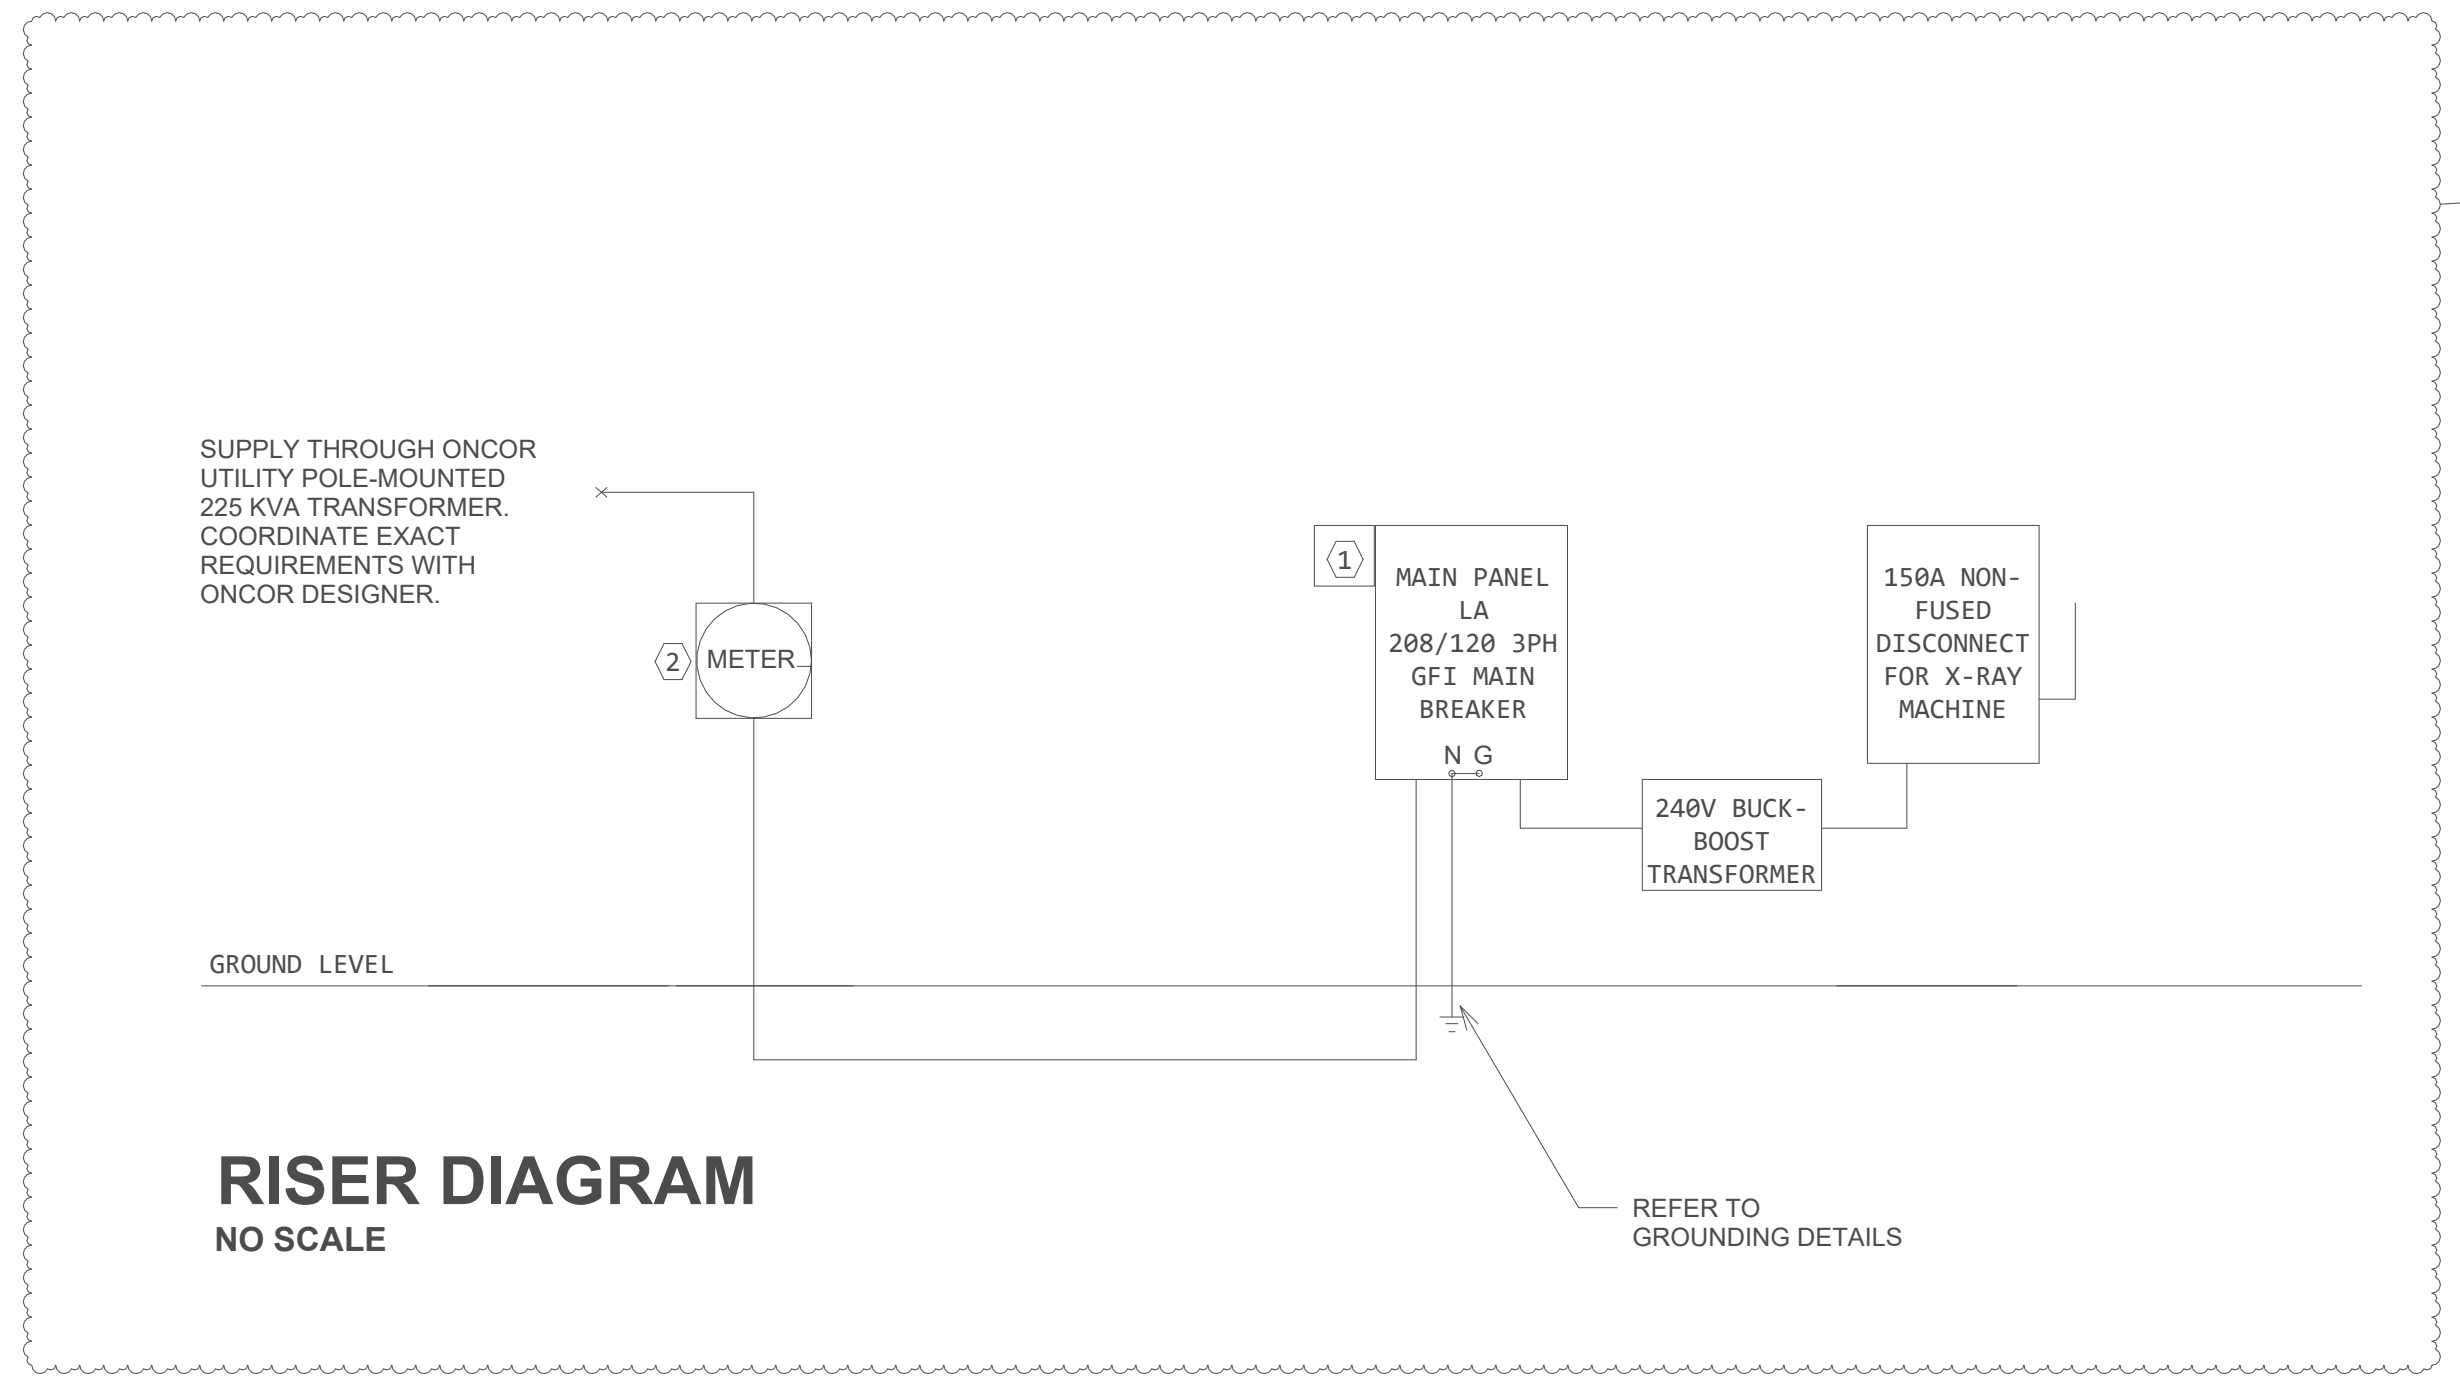 SUPPLY THROUGH ONCOR
UTILITY POLE-MOUNTED
225 KVA TRANSFORMER.
COORDINATE EXACT
REQUIREMENTS WITH
ONCOR DESIGNER.
2
METER
1
MAIN PANEL
LA
208/120 3PH
GFI MAIN
BREAKER
N G
240V BUCK-
BOOST
TRANSFORMER
150A NON-
FUSED
DISCONNECT
FOR X-RAY
MACHINE
GROUND LEVEL
REFER TO
GROUNDING DETAILS
RISER DIAGRAM
NO SCALE